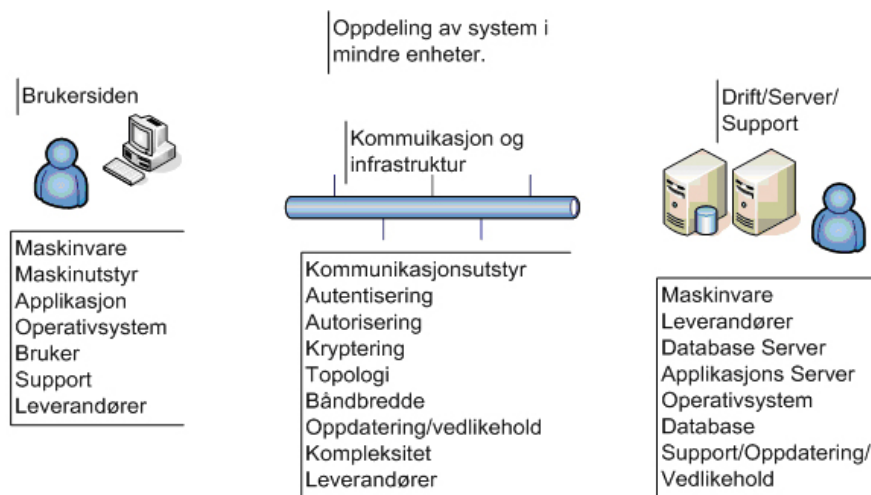 Oppdeling av system i
mindre enheter.
Brukersiden
Kommuikasjon og
infrastruktur
Drift/Server/
Support
Maskinvare
Maskinutstyr
Applikasjon
Operativsystem
Bruker
Support
Leverandører
Kommunikasjonsutstyr
Autentisering
Autorisering
Kryptering
Topologi
Båndbredde
Oppdatering/vedlikehold
Kompleksitet
Leverandører
Maskinvare
Leverandører
Database Server
Applikasjons Server
Operativsystem
Database
Support/Oppdatering/
Vedlikehold